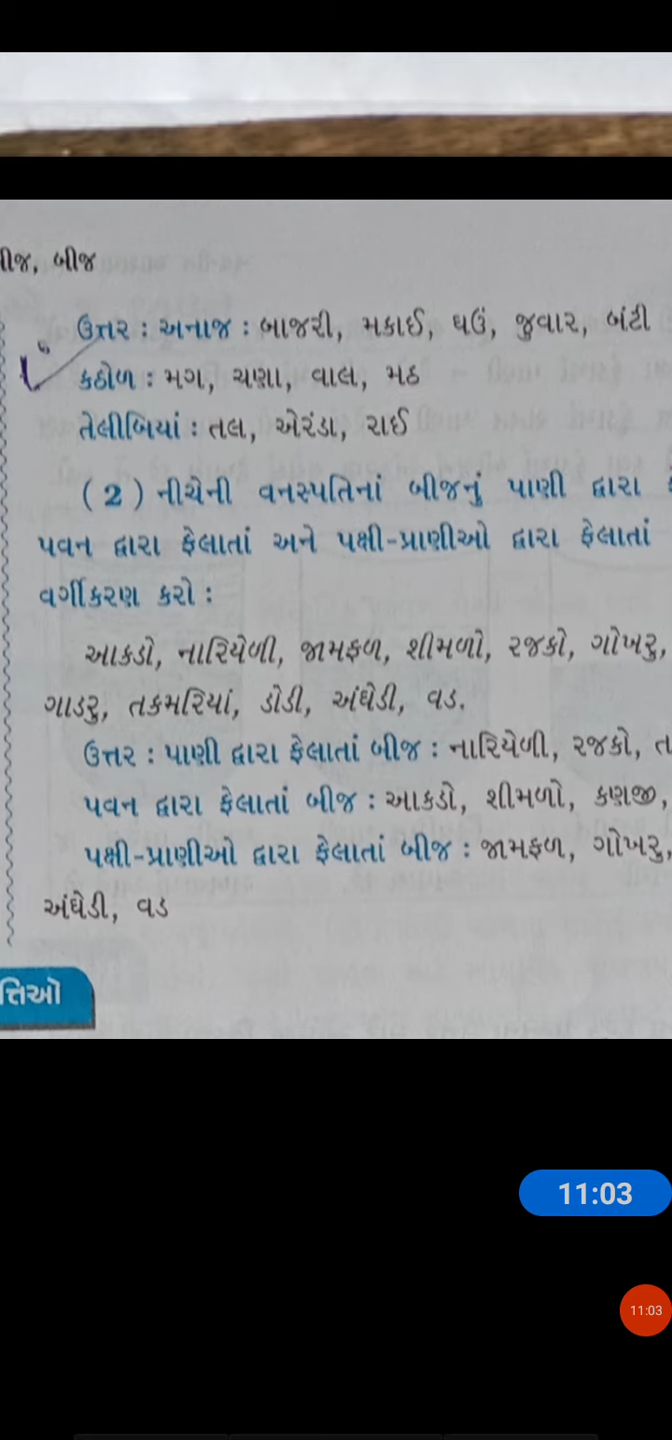 બીજ, બીજ
ઉત્તર : અનાજ : બાજરી, મકાઈ, ઘઉં, જુવાર, બંટી
કઠોળ : મગ, ચણા, વાલ, મઠ
તેલીબિયાં : તલ, એરંડા, રાઈ
(2) નીચેની વનસ્પતિનાં બીજનું પાણી દ્વારા
પવન દ્વારા ફેલાતાં અને પક્ષી-પ્રાણીઓ દ્વારા ફેલાતાં
વર્ગીકરણ કરો :
આકડો, નારિયેળી, જામફળ, શીમળો, રજકો, ગોખરુ,
ગાડરુ, તકમરિયાં, ડોડી, અંઘેડી, વડ.
ઉત્તર : પાણી દ્વારા ફેલાતાં બીજ : નારિયેળી, રજકો, ત
પવન દ્વારા ફેલાતાં બીજ : આકડો, શીમળો, કણજી,
પક્ષી-પ્રાણીઓ દ્વારા ફેલાતાં બીજ : જામફળ, ગોખરુ,
અંઘેડી, વડ
ત્તિઓ
11:03
11:03